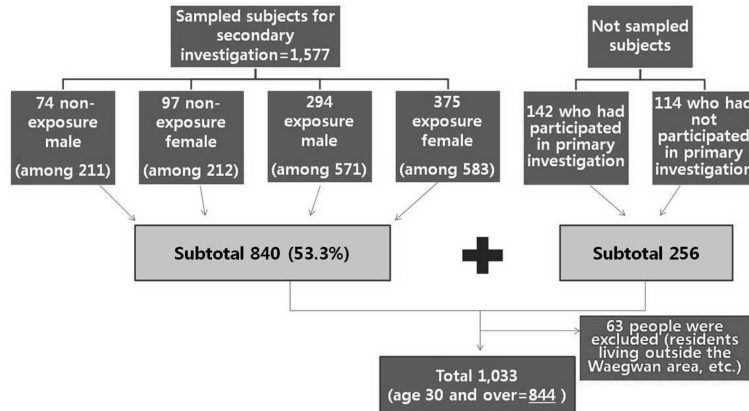 Sampled subjects for
secondary
investigation=1,577
Not sampled
subjects
74 non-
exposure
male
(among 211)
97 non-
exposure
female
(among 212)
294
exposure
male
(among 571)
375
exposure
female
(among 583)
142 who had
participated
in primary
investigation
114 who had
not
participated
in primary
investigation
Subtotal 840 (53.3%)
Subtotal 256
63 people were
excluded (residents
living outside the
Waegwan area, etc.)
Total 1,033
(age 30 and over=844 )